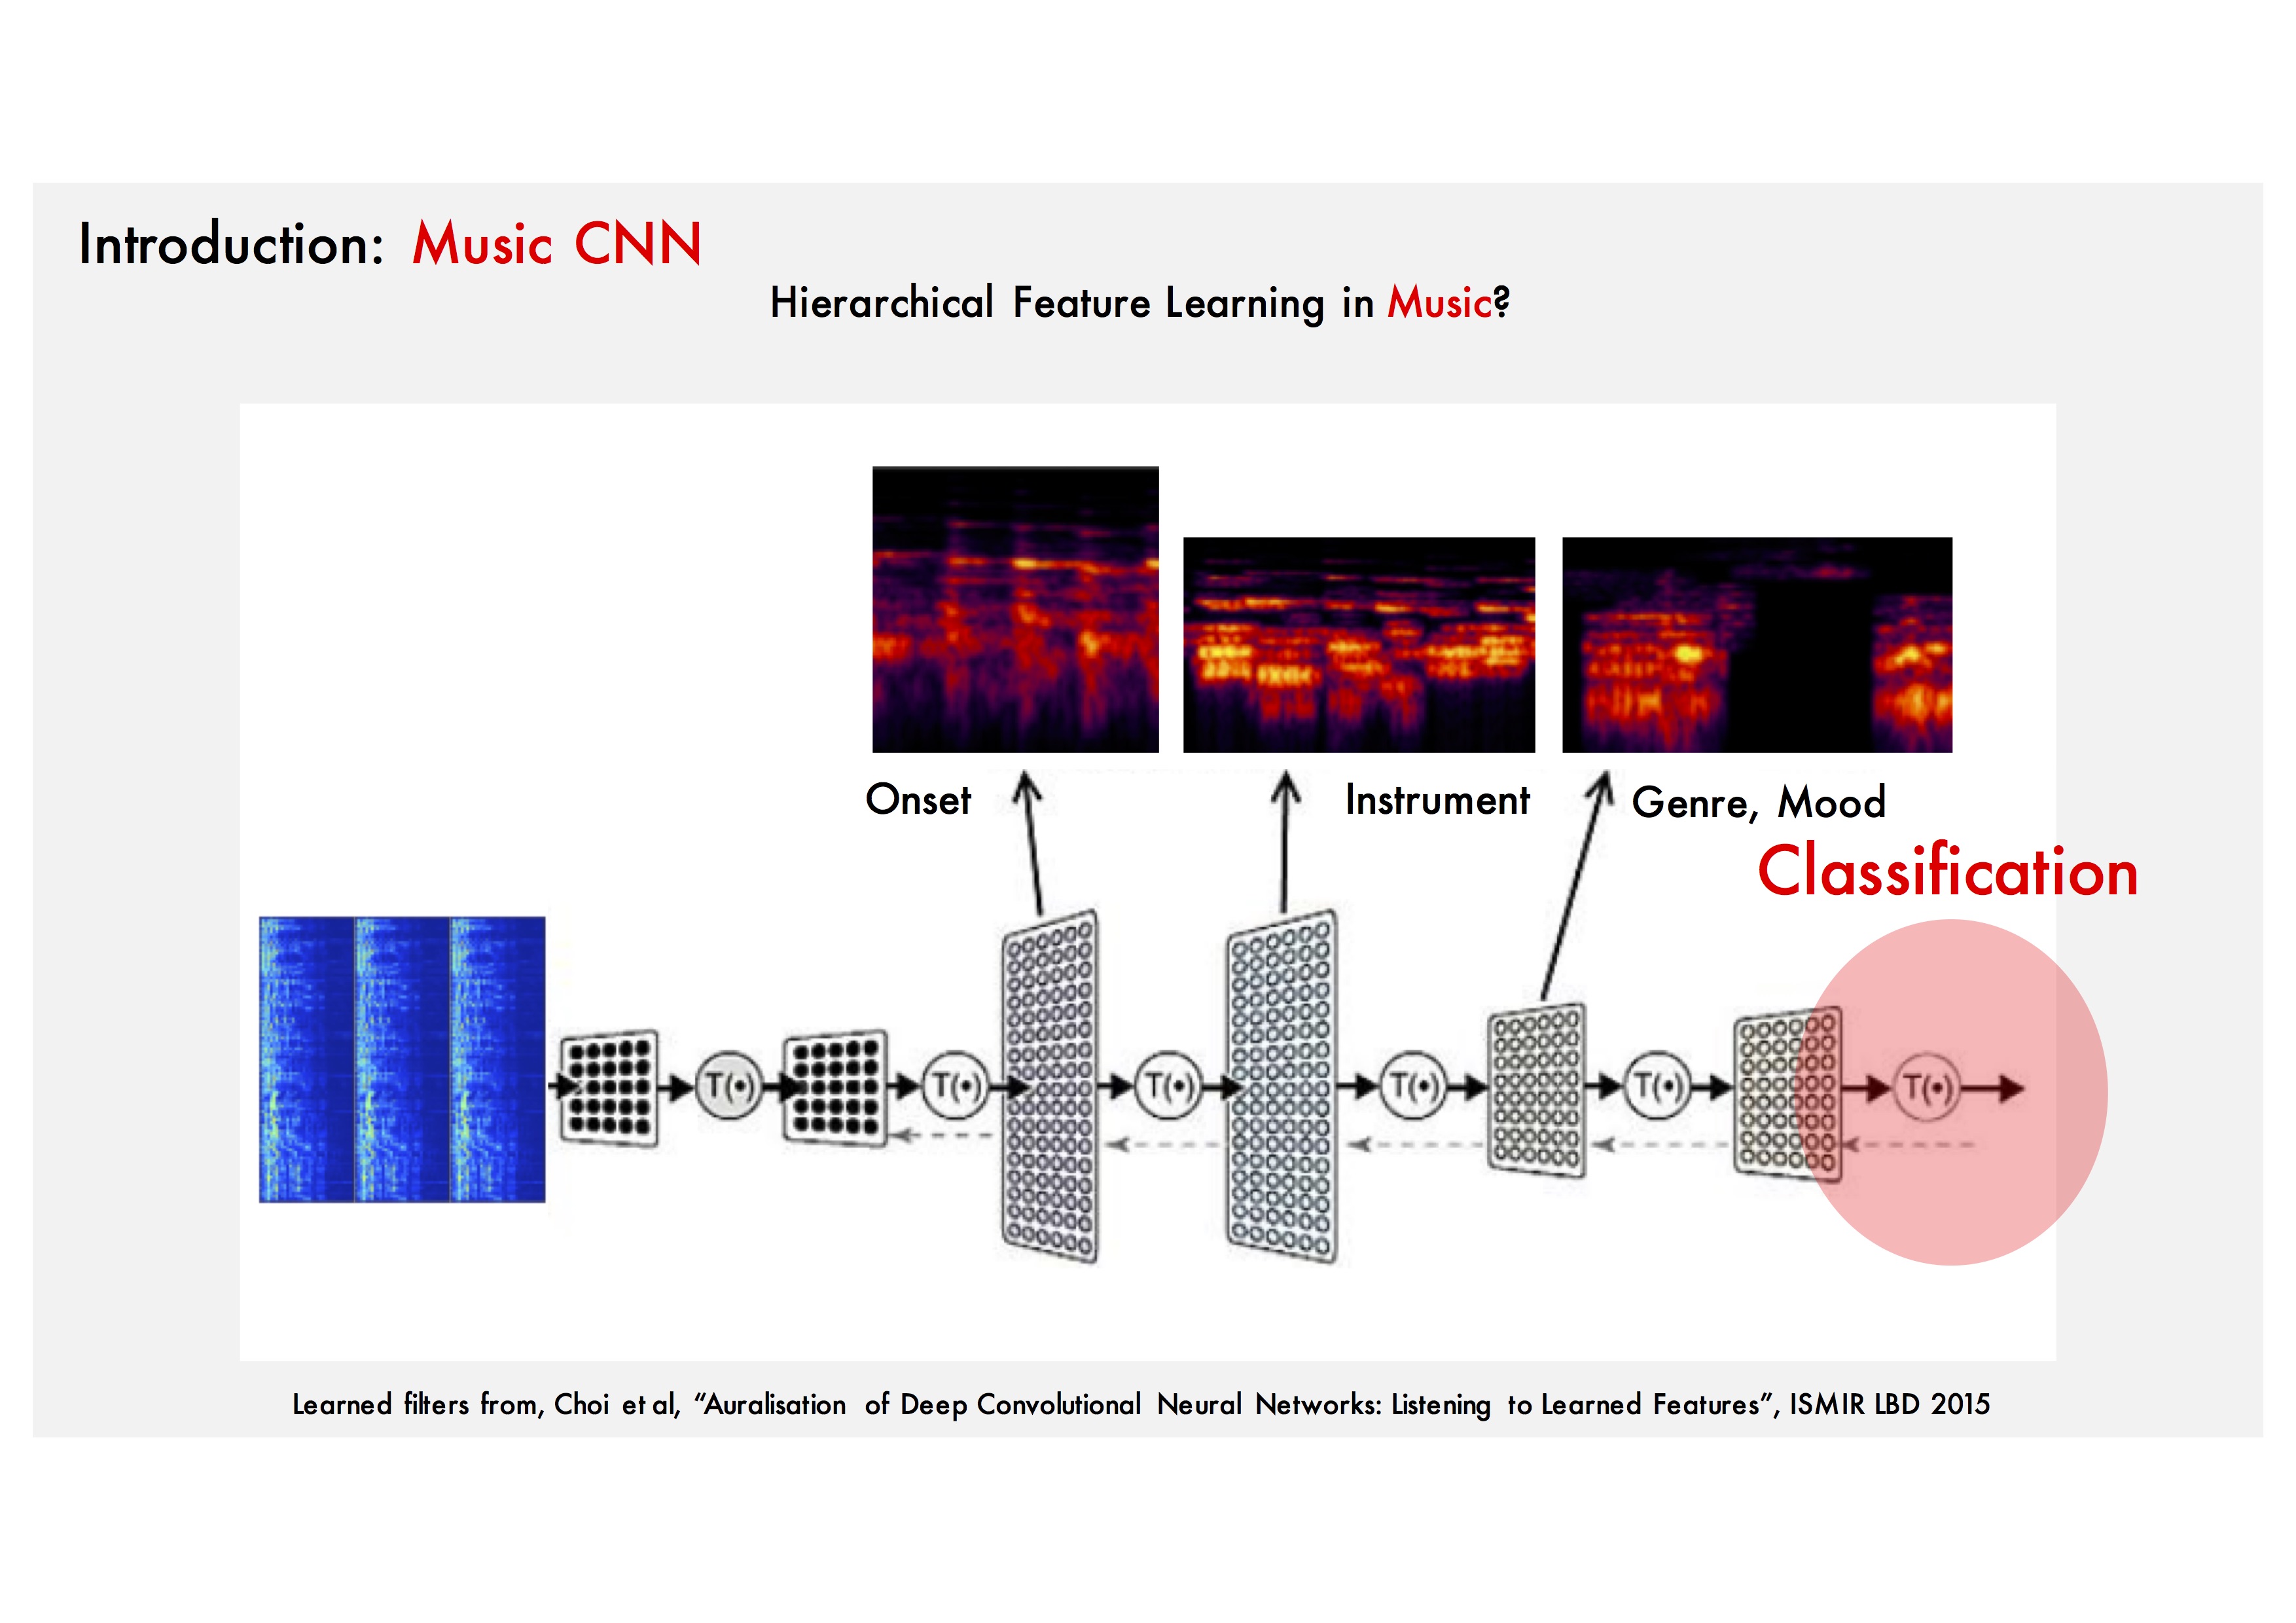 Introduction: Music CNN
Hierarchical Feature Learning in Music?
Onset
Instrument
Genre, Mood
Classification
T(•) T(•) T(•) T(•) T(•) T(•)
Learned filters from, Choi et al, “Auralisation of Deep Convolutional Neural Networks: Listening to Learned Features”, ISMIR LBD 2015